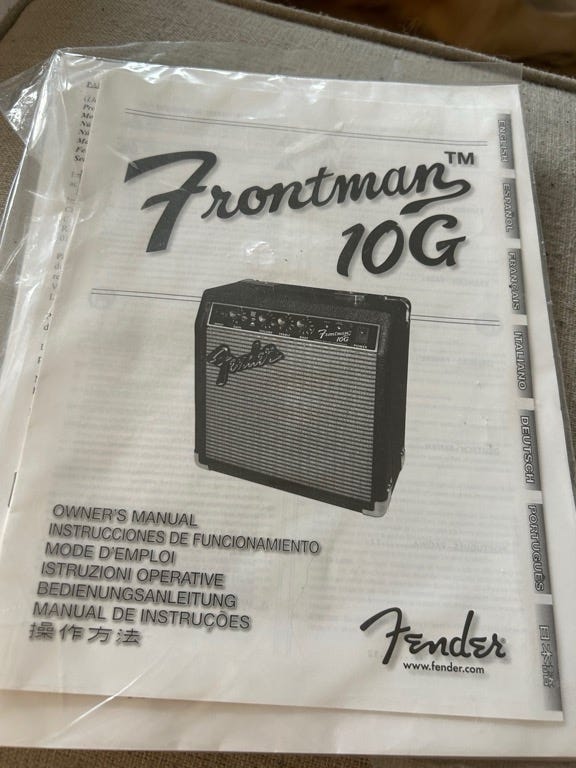 Frontman™
10G
Fender
Frontman
10G
OWNER'S MANUAL
INSTRUCCIONES DE FUNCIONAMIENTO
MODE D'EMPLOI
ISTRUZIONI OPERATIVE
BEDIENUNGSANLEITUNG
MANUAL DE INSTRUÇÕES
操作方法
Fender®
www.fender.com
ENGLISH
ESPAÑOL
FRANÇAIS
ITALIANO
DEUTSCH
PORTUGUÊS
日本語